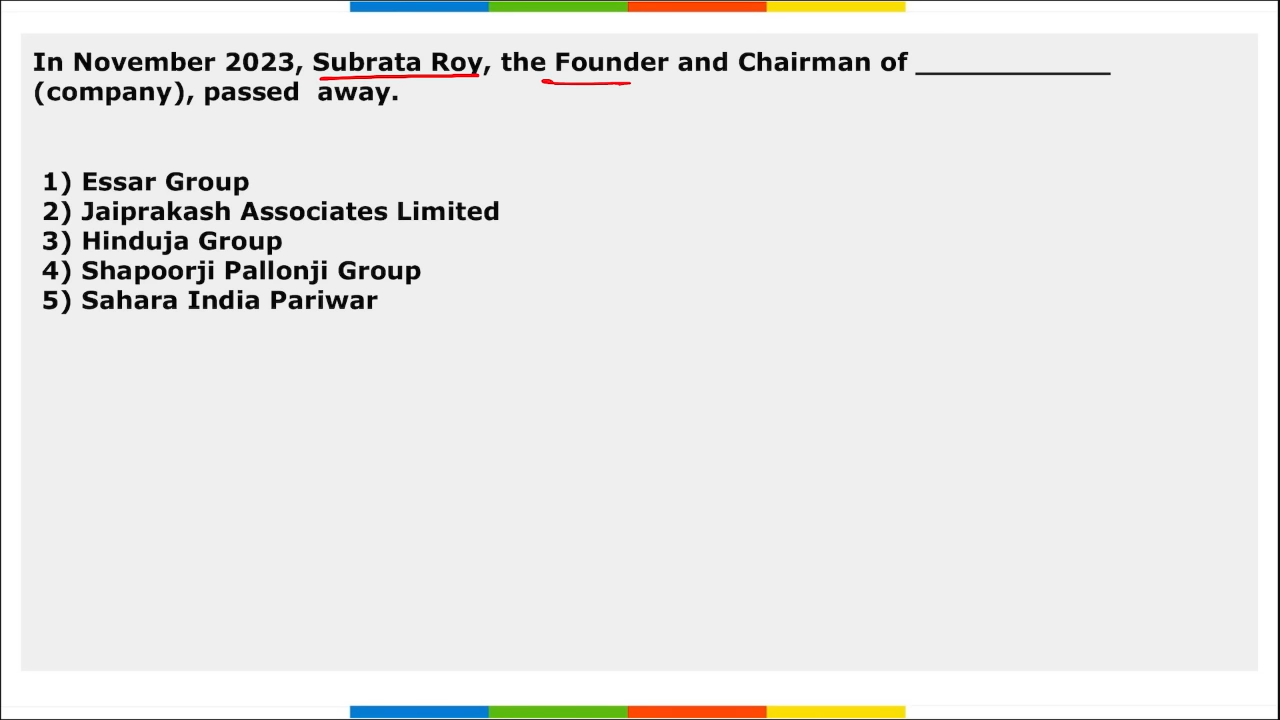 In November 2023, Subrata Roy, the Founder and Chairman of _____________
(company), passed  away.
1) Essar Group
2) Jaiprakash Associates Limited
3) Hinduja Group
4) Shapoorji Pallonji Group
5) Sahara India Pariwar